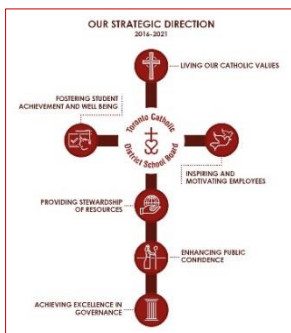 OUR STRATEGIC DIRECTION
2016-2021
LIVING OUR CATHOLIC VALUES
FOSTERING STUDENT
ACHIEVEMENT AND WELL BEING
Toronto Catholic
District School Board
INSPIRING AND
MOTIVATING EMPLOYEES
PROVIDING STEWARDSHIP
OF RESOURCES
ENHANCING PUBLIC
CONFIDENCE
ACHIEVING EXCELLENCE IN
GOVERNANCE